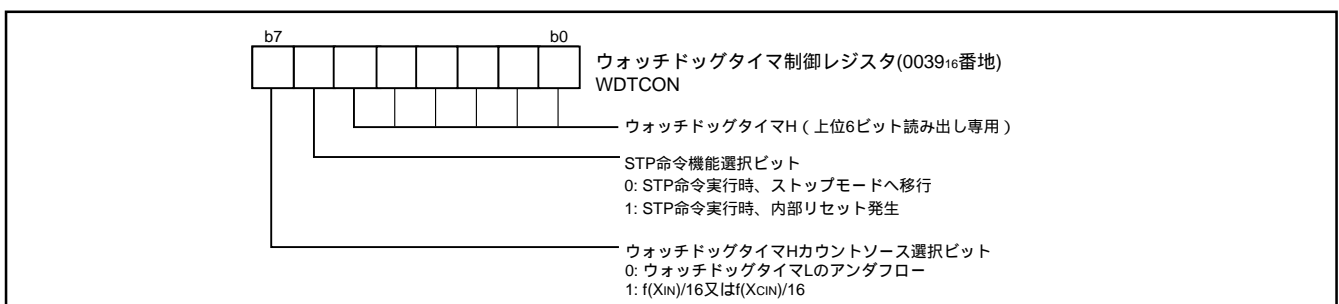 b7 b0
ウォッチドッグタイマ制御レジスタ(003916番地)
WDTCON
ウォッチドッグタイマH(上位6ビット読み出し専用)
STP命令機能選択ビット
0: STP命令実行時、ストップモードへ移行
1: STP命令実行時、内部リセット発生
ウォッチドッグタイマHカウントソース選択ビット
0: ウォッチドッグタイマLのアンダフロー
1: f(XIN)/16又はf(XCIN)/16